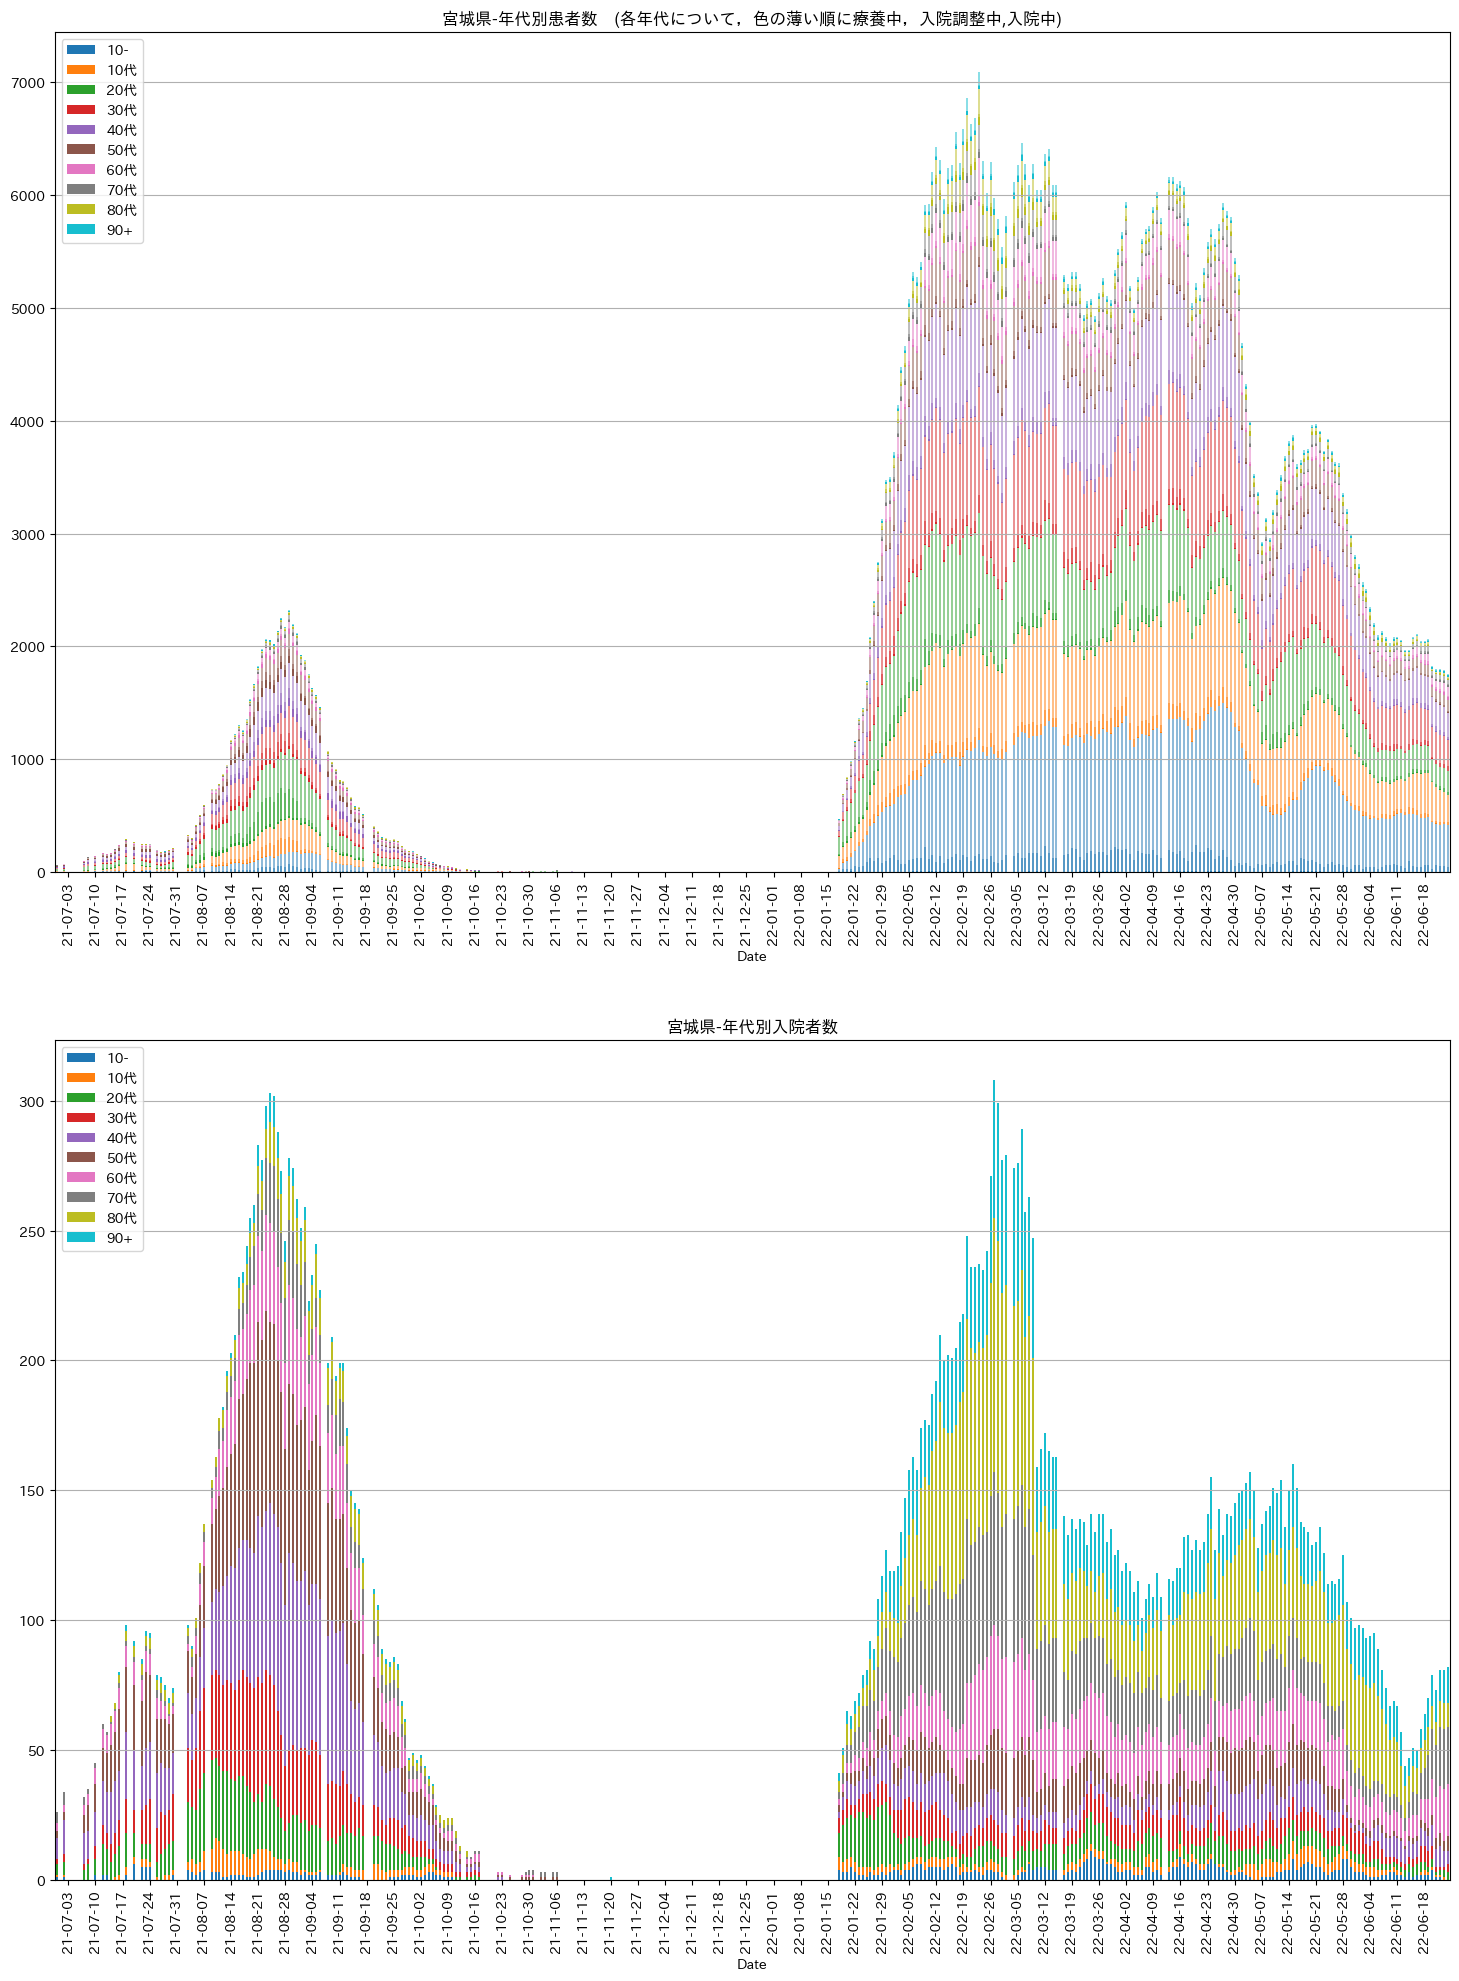 宮城県-年代別患者数　(各年代について，色の薄い順に療養中，入院調整中,入院中)
10-
10代
20代
30代
40代
50代
60代
70代
80代
90+
7000
6000
5000
4000
3000
2000
1000
0
21-07-03 21-07-10 21-07-17 21-07-24 21-07-31 21-08-07 21-08-14 21-08-21 21-08-28 21-09-04 21-09-11 21-09-18 21-09-25 21-10-02 21-10-09 21-10-16 21-10-23 21-10-30 21-11-06 21-11-13 21-11-20 21-11-27 21-12-04 21-12-11 21-12-18 21-12-25 22-01-01 22-01-08 22-01-15 22-01-22 22-01-29 22-02-05 22-02-12 22-02-19 22-02-26 22-03-05 22-03-12 22-03-19 22-03-26 22-04-02 22-04-09 22-04-16 22-04-23 22-04-30 22-05-07 22-05-14 22-05-21 22-05-28 22-06-04 22-06-11 22-06-18
Date
宮城県-年代別入院者数
10-
10代
20代
30代
40代
50代
60代
70代
80代
90+
300
250
200
150
100
50
0
21-07-03 21-07-10 21-07-17 21-07-24 21-07-31 21-08-07 21-08-14 21-08-21 21-08-28 21-09-04 21-09-11 21-09-18 21-09-25 21-10-02 21-10-09 21-10-16 21-10-23 21-10-30 21-11-06 21-11-13 21-11-20 21-11-27 21-12-04 21-12-11 21-12-18 21-12-25 22-01-01 22-01-08 22-01-15 22-01-22 22-01-29 22-02-05 22-02-12 22-02-19 22-02-26 22-03-05 22-03-12 22-03-19 22-03-26 22-04-02 22-04-09 22-04-16 22-04-23 22-04-30 22-05-07 22-05-14 22-05-21 22-05-28 22-06-04 22-06-11 22-06-18
Date